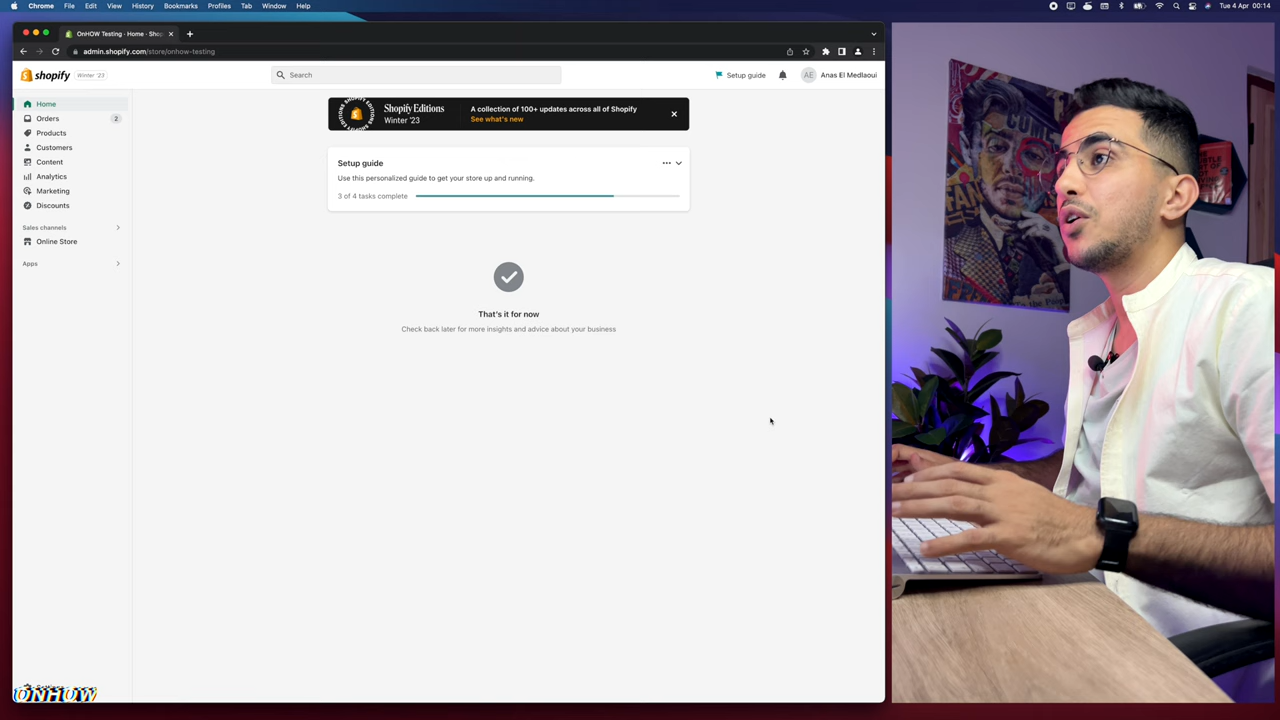 Chrome File Edit View History Bookmarks Profiles Tab Window Help
Tue 4 Apr 00:14
OnHOW Testing · Home · Shop
admin.shopify.com/store/onhow-testing
shopify
Winter '23
Search
Setup guide
AE
Anas El Medlaoui
Home
Orders
2
Products
Customers
Content
Analytics
Marketing
Discounts
Sales channels
Online Store
Apps
SHOPIFY EDITIONS
Shopify Editions
Winter '23
A collection of 100+ updates across all of Shopify
See what's new
Setup guide
Use this personalized guide to get your store up and running.
3 of 4 tasks complete
That's it for now
Check back later for more insights and advice about your business
ONHOW